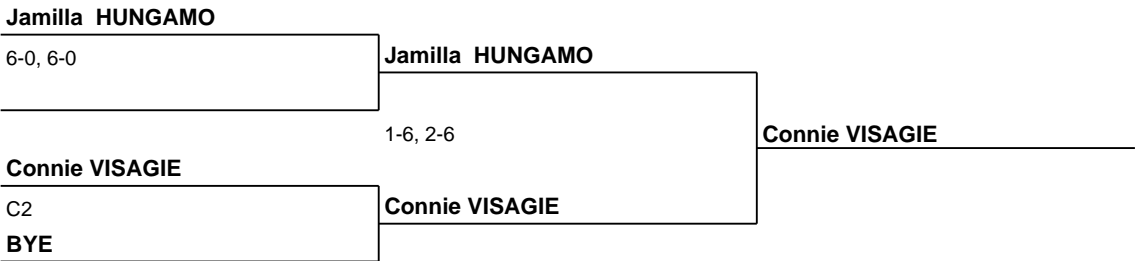 Jamilla HUNGAMO
6-0, 6-0
Jamilla HUNGAMO
1-6, 2-6
Connie VISAGIE
Connie VISAGIE
C2
Connie VISAGIE
BYE